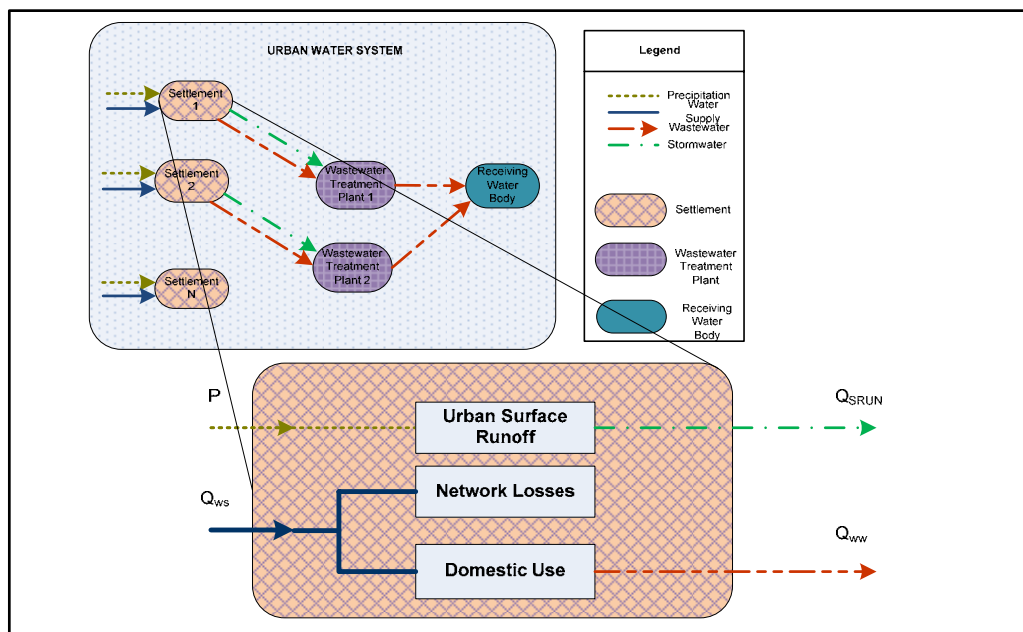 URBAN WATER SYSTEM
Settlement
1
Settlement
2
Settlement
N
Wastewater
Treatment
Plant 1
Wastewater
Treatment
Plant 2
Receiving
Water
Body
Legend
Precipitation
Water
Supply
Wastewater
Stormwater
Settlement
Wastewater
Treatment
Plant
Receiving
Water
Body
P
Urban Surface
Runoff
QSRUN
Network Losses
Qws
Domestic Use
Qww